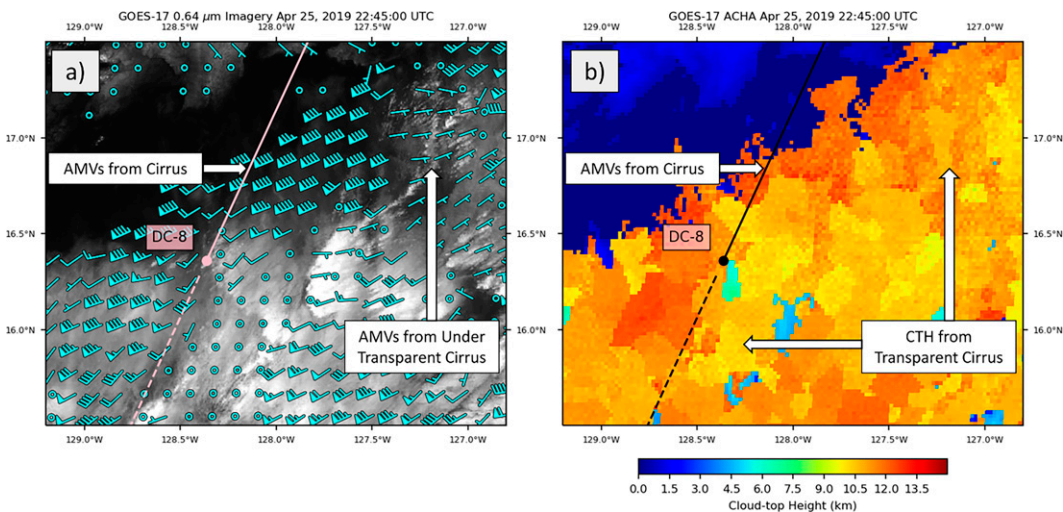 GOES-17 0.64 μm Imagery Apr 25, 2019 22:45:00 UTC
129.0°W 128.5°W 128.0°W 127.5°W 127.0°W
a)
17.0°N
16.5°N
16.0°N
AMVs from Cirrus
DC-8
AMVs from Under
Transparent Cirrus
129.0°W 128.5°W 128.0°W 127.5°W 127.0°W
GOES-17 ACHA Apr 25, 2019 22:45:00 UTC
129.0°W 128.5°W 128.0°W 127.5°W 127.0°W
b)
17.0°N
16.5°N
16.0°N
17.0°N
16.5°N
16.0°N
AMVs from Cirrus
DC-8
CTH from
Transparent Cirrus
129.0°W 128.5°W 128.0°W 127.5°W 127.0°W
0.0 1.5 3.0 4.5 6.0 7.5 9.0 10.5 12.0 13.5
Cloud-top Height (km)